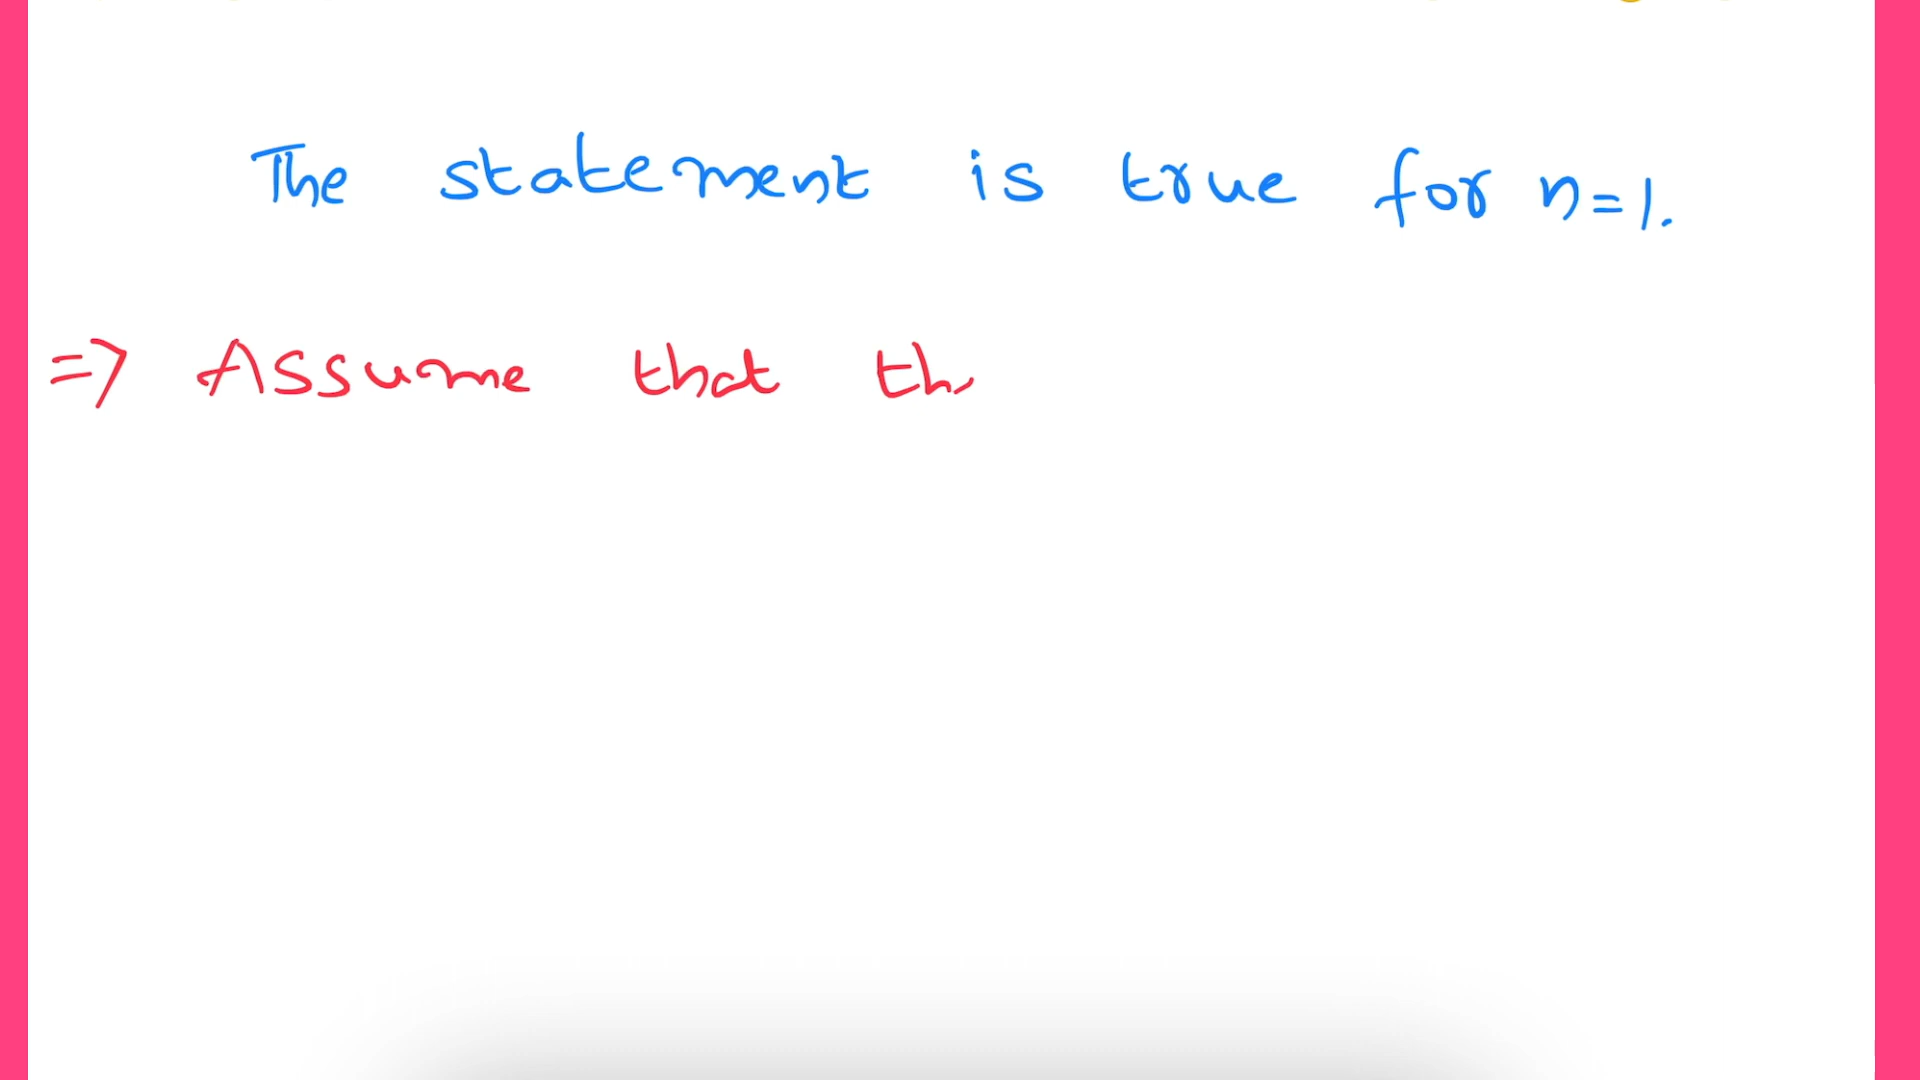 The statement is true for n=1.
=> Assume that th